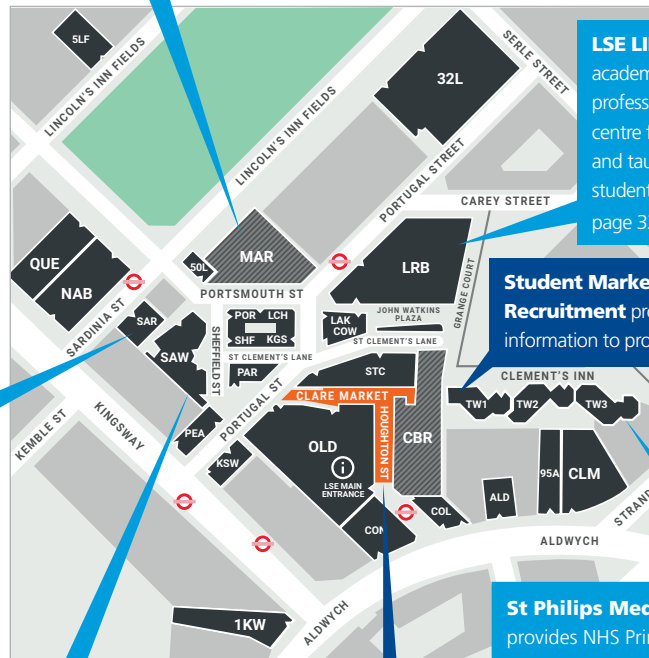 5LF
LINCOLN'S INN FIELDS
LINCOLN'S INN FIELDS
SERLE STREET
32L
PORTUGAL STREET
CAREY STREET
LSE
academ
profess
centre
and tau
student
page 3
MAR
50L
LRB
QUE
NAB
PORTSMOUTH ST
GRANGE COURT
Student Marke
Recruitment pro
information to pro
SARDINIA ST
SAR
SAW
SHEFFIELD ST
POR
LCH
SHF
KGS
LAK
COW
JOHN WATKINS
PLAZA
ST CLEMENT'S LANE
ST CLEMENT'S LANE
PAR
STC
CLEMENT'S INN
CLARE MARKET
HOUGHTON ST
TW1
TW2
TW3
KEMBLE ST
KINGSWAY
PEA
PORTUGAL ST
KSW
OLD
LSE MAIN
ENTRANCE
CBR
95A
CLM
ALD
STRAND
CON
COL
ALDWYCH
ALDWYCH
1KW
St Philips Med
provides NHS Pri